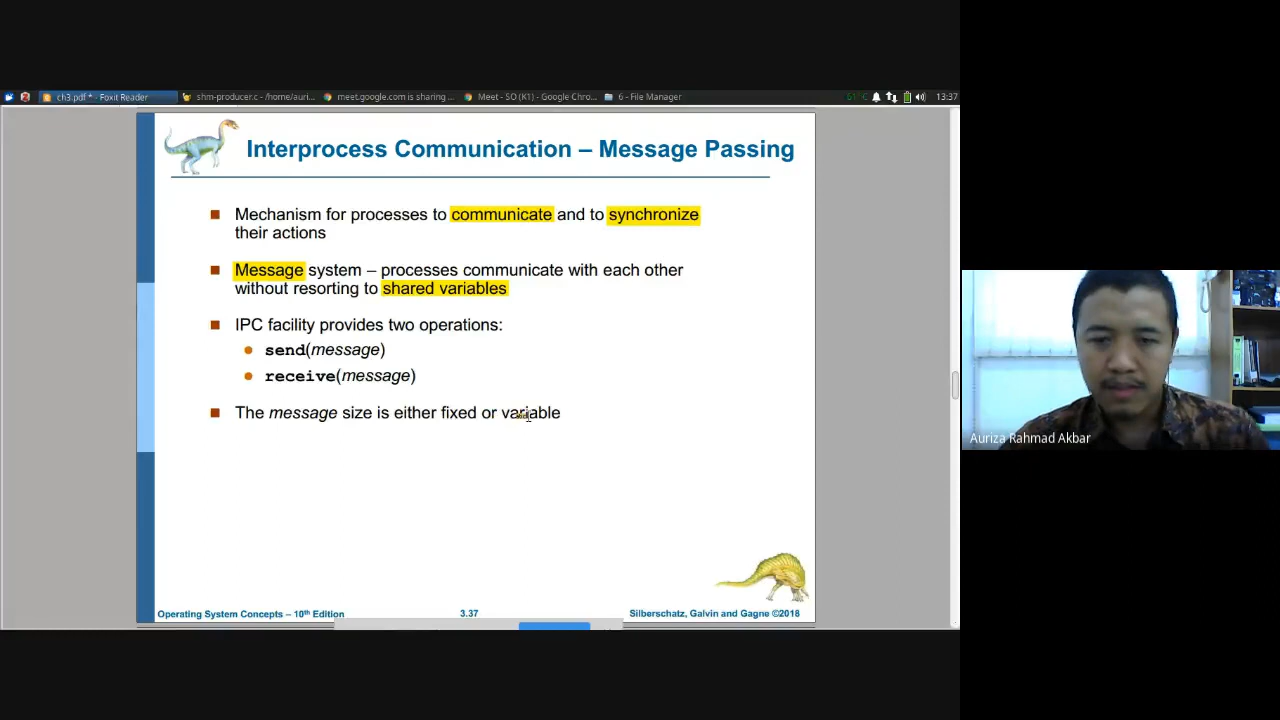 ch3.pdf * - Foxit Reader
shm-producer.c - /home/auri...
meet.google.com is sharing ...
Meet - SO (K1) - Google Chro...
6 - File Manager
61°C
13:37
Interprocess Communication – Message Passing
Mechanism for processes to communicate and to synchronize
their actions
Message system – processes communicate with each other
without resorting to shared variables
IPC facility provides two operations:
send(message)
receive(message)
The message size is either fixed or variable
Operating System Concepts – 10th Edition
3.37
Silberschatz, Galvin and Gagne ©2018
Auriza Rahmad Akbar